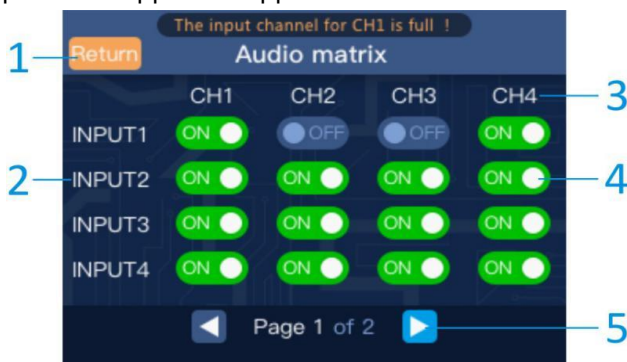 The input channel for CH1 is full !
1 Return Audio matrix
CH1 CH2 CH3 CH4 3
INPUT1 ON OFF OFF ON
2 INPUT2 ON ON ON ON 4
INPUT3 ON ON ON ON
INPUT4 ON ON ON ON
Page 1 of 2 5